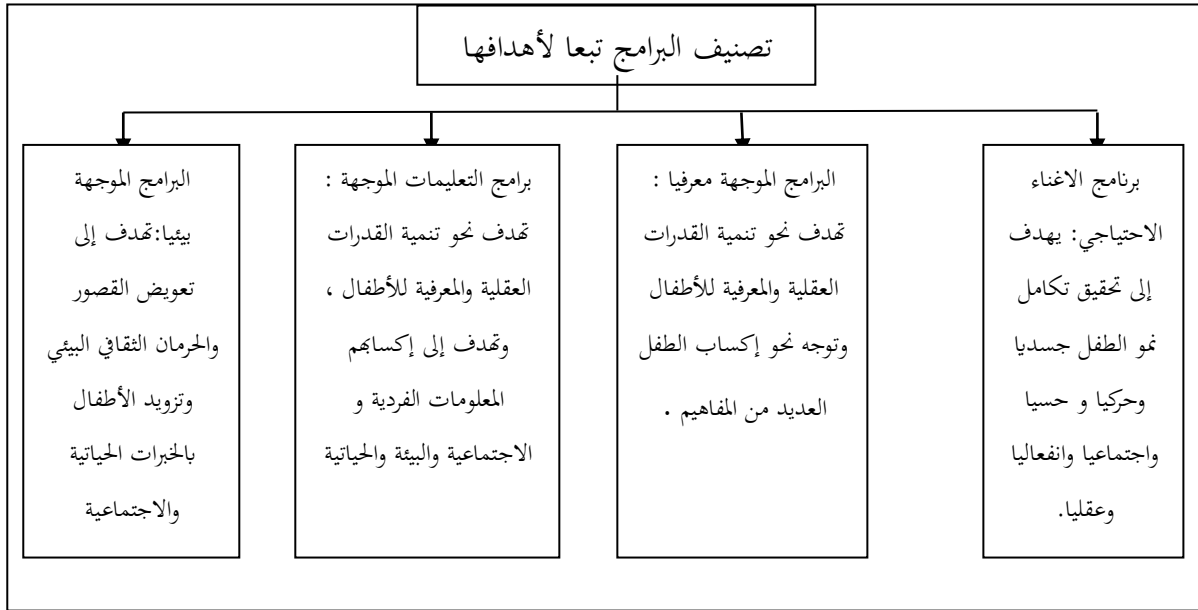 تصنيف البرامج تبعا لأهدافها
برنامج الاغناء
الاحتياجي: يهدف
إلى تحقيق تكامل
نمو الطفل جسديا
وحركيا و حسيا
واجتماعيا وانفعاليا
وعقليا.
البرامج الموجهة معرفيا :
تهدف نحو تنمية القدرات
العقلية والمعرفية للأطفال
وتوجه نحو إكساب الطفل
العديد من المفاهيم .
برامج التعليمات الموجهة :
تهدف نحو تنمية القدرات
العقلية والمعرفية للأطفال ،
وتهدف إلى إكسابهم
المعلومات الفردية و
الاجتماعية والبيئة والحياتية
البرامج الموجهة
بيئيا:تهدف إلى
تعويض القصور
والحرمان الثقافي البيئي
وتزويد الأطفال
بالخبرات الحياتية
والاجتماعية